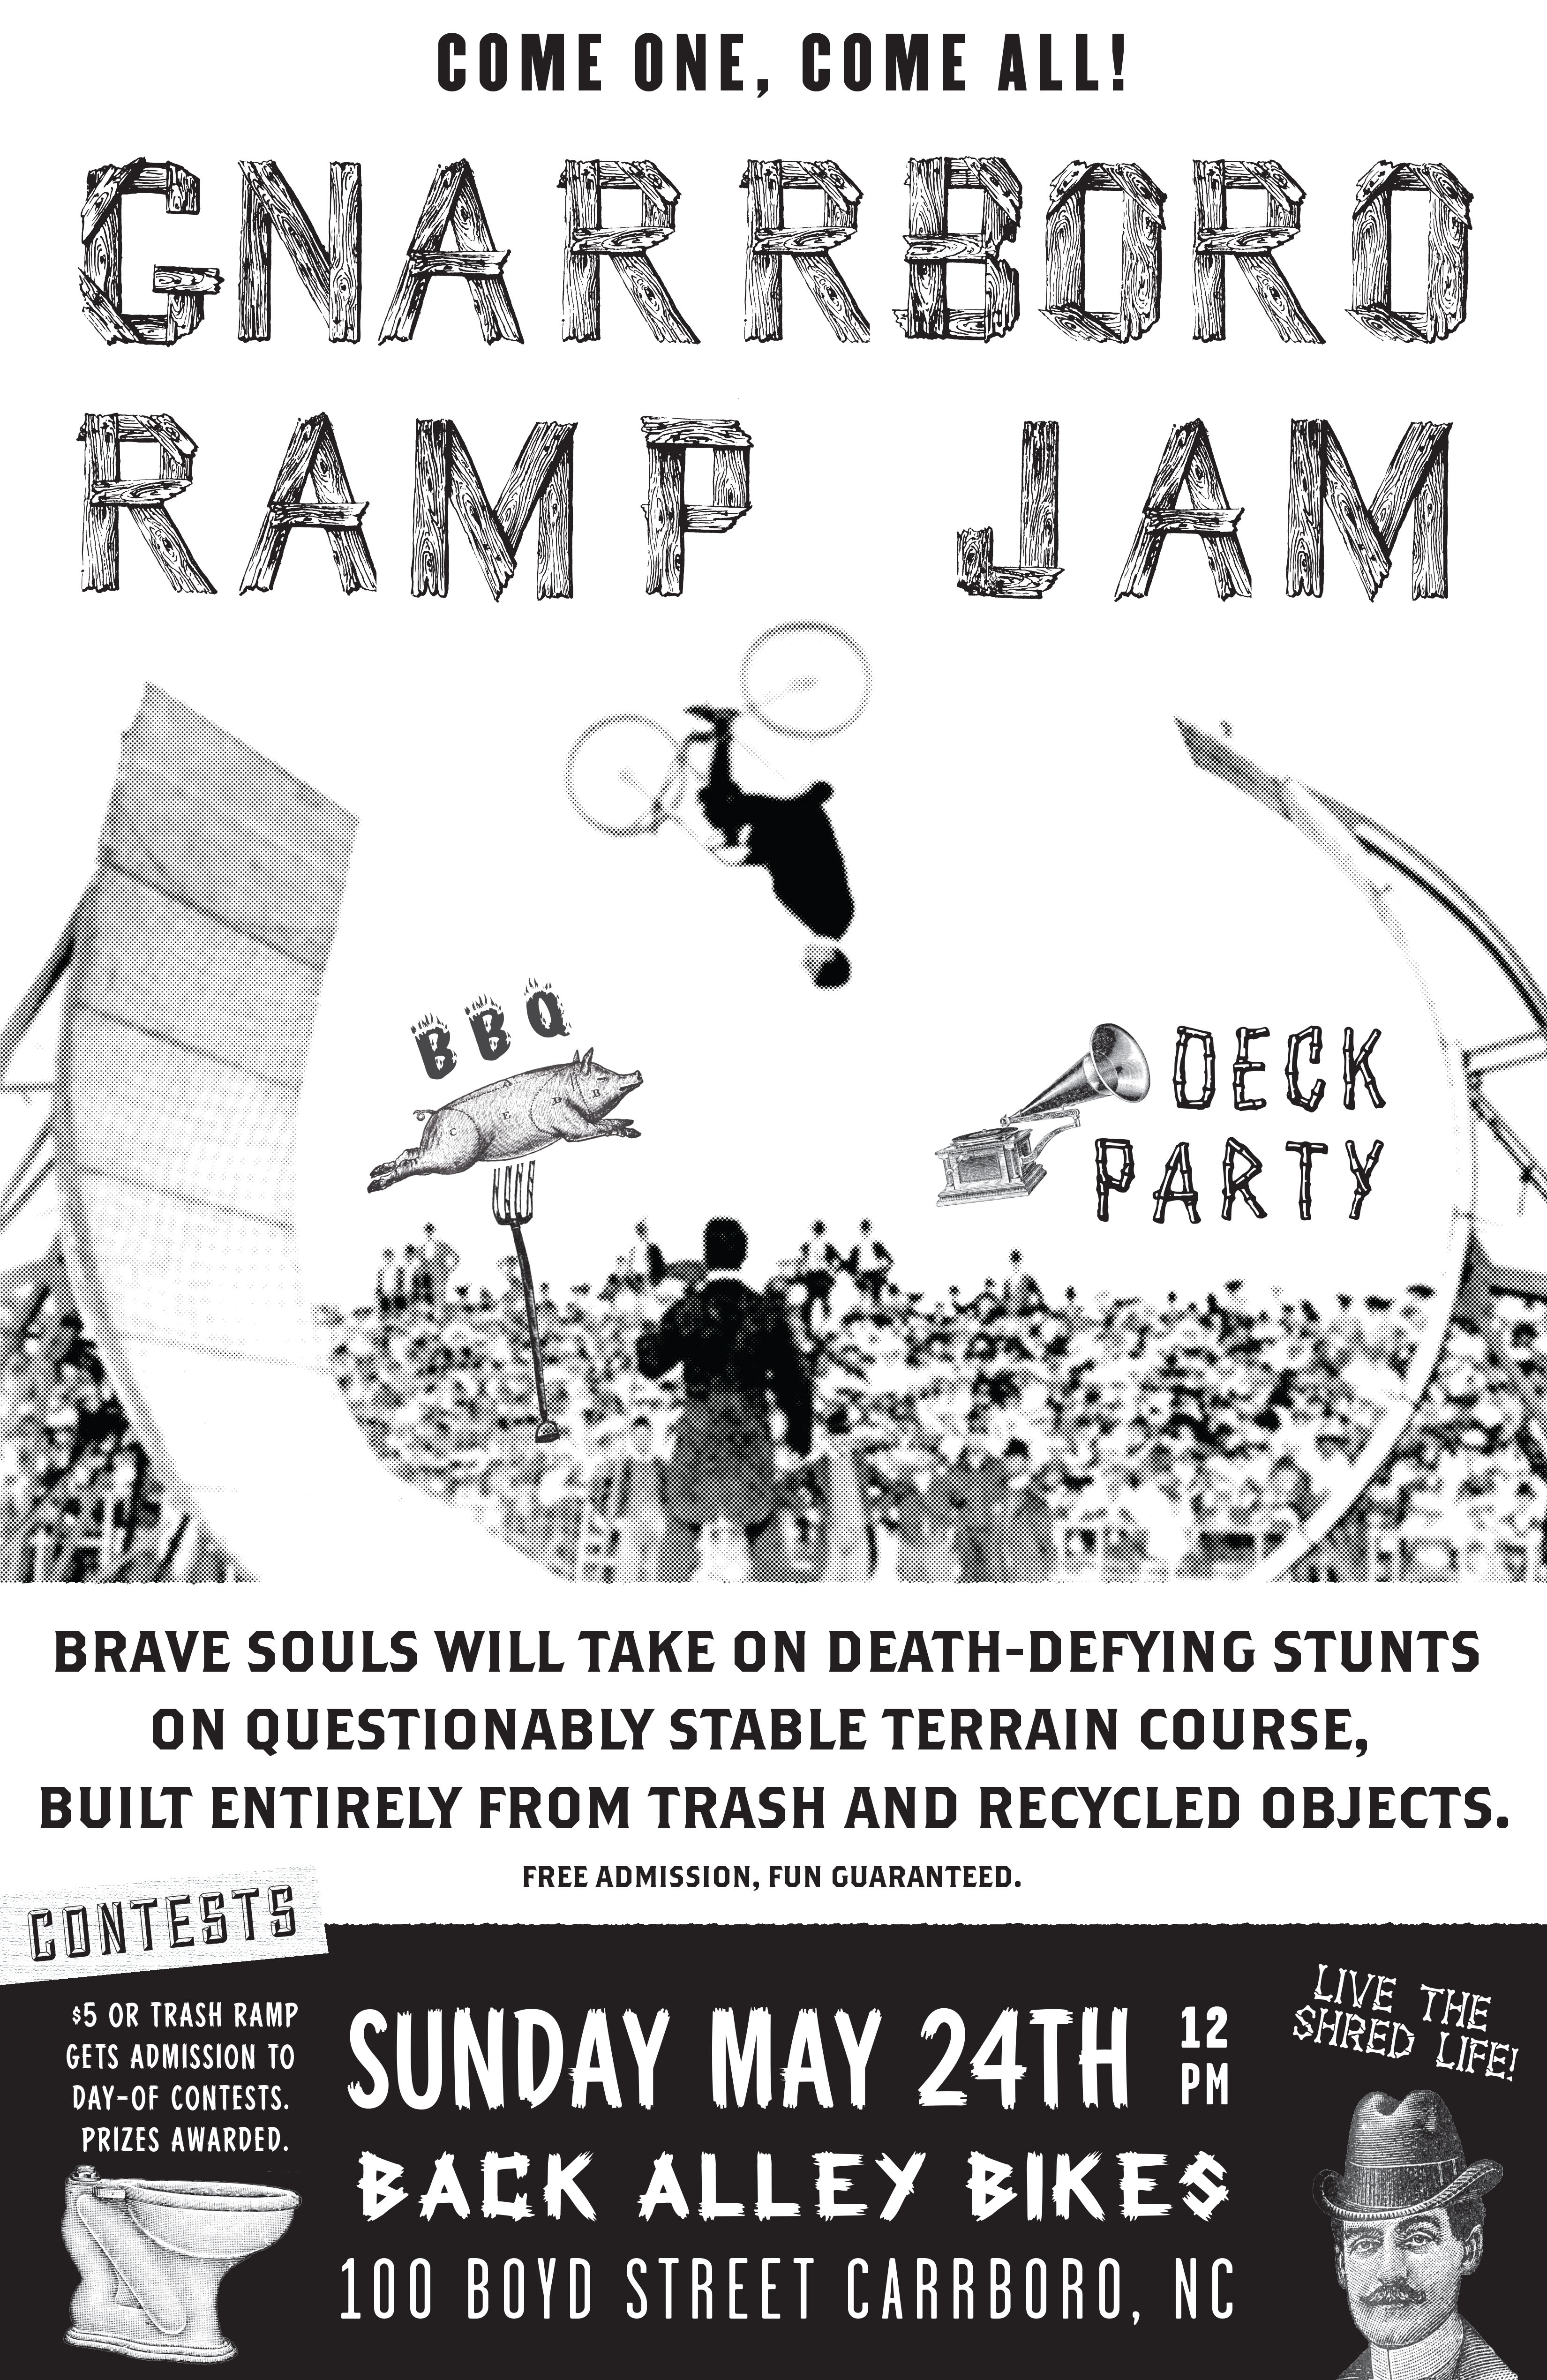 COME ONE, COME ALL!
GNARRBORO
RAMP JAM
BBQ
A
B
C
D
E
DECK
PARTY
BRAVE SOULS WILL TAKE ON DEATH-DEFYING STUNTS
ON QUESTIONABLY STABLE TERRAIN COURSE,
BUILT ENTIRELY FROM TRASH AND RECYCLED OBJECTS.
FREE ADMISSION, FUN GUARANTEED.
CONTESTS
$5 OR TRASH RAMP
GETS ADMISSION TO
DAY-OF CONTESTS.
PRIZES AWARDED.
SUNDAY MAY 24TH
12
PM
BACK ALLEY BIKES
100 BOYD STREET CARRBORO, NC
LIVE THE
SHRED LIFE!